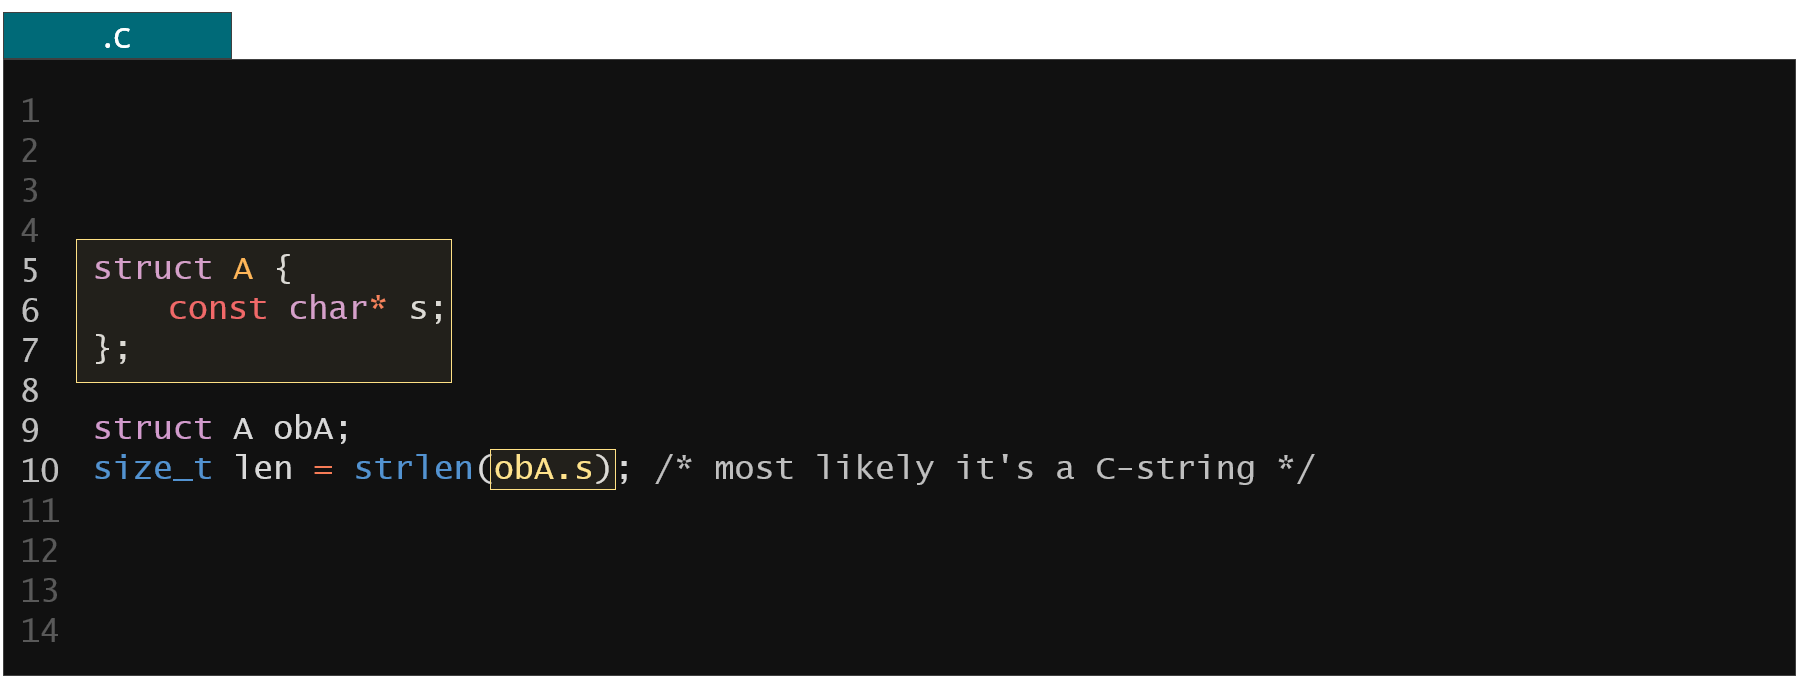 .c
1
2
3
4
5 struct A {
6     const char* s;
7 };
8
9 struct A obA;
10 size_t len = strlen(obA.s); /* most likely it's a C-string */
11
12
13
14